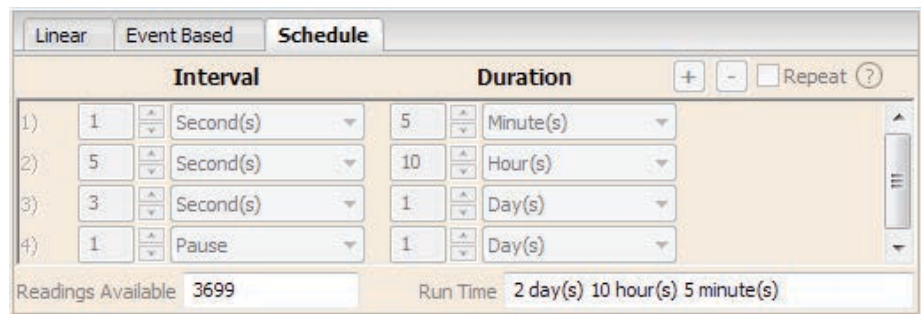 Linear Event Based Schedule
Interval Duration + - Repeat ?
1) 1 Second(s) 5 Minute(s)
2) 5 Second(s) 10 Hour(s)
3) 3 Second(s) 1 Day(s)
4) 1 Pause 1 Day(s)
Readings Available 3699 Run Time 2 day(s) 10 hour(s) 5 minute(s)